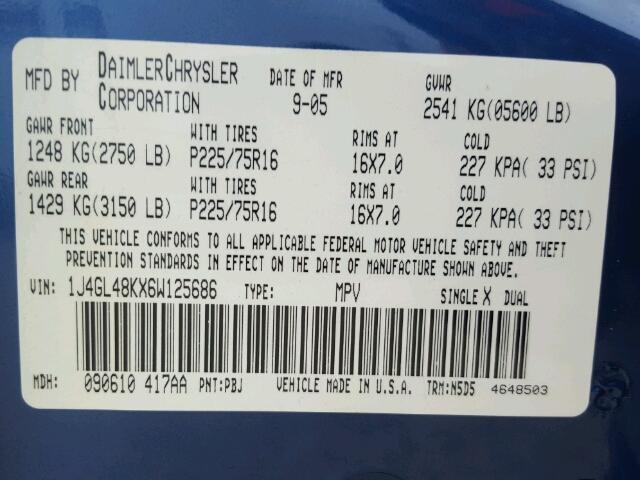 MFD BY DAIMLERCHRYSLER CORPORATION DATE OF MFR 9-05 GVWR 2541 KG(05600 LB)
GAWR FRONT WITH TIRES RIMS AT COLD
1248 KG(2750 LB) P225/75R16 16X7.0 227 KPA( 33 PSI)
GAWR REAR WITH TIRES RIMS AT COLD
1429 KG(3150 LB) P225/75R16 16X7.0 227 KPA( 33 PSI)
THIS VEHICLE CONFORMS TO ALL APPLICABLE FEDERAL MOTOR VEHICLE SAFETY AND THEFT
PREVENTION STANDARDS IN EFFECT ON THE DATE OF MANUFACTURE SHOWN ABOVE.
VIN: 1J4GL48KX6W125686 TYPE: MPV SINGLE X DUAL
MDH: 090610 417AA PNT:PBJ VEHICLE MADE IN U.S.A. TRM:N5D5 4648503